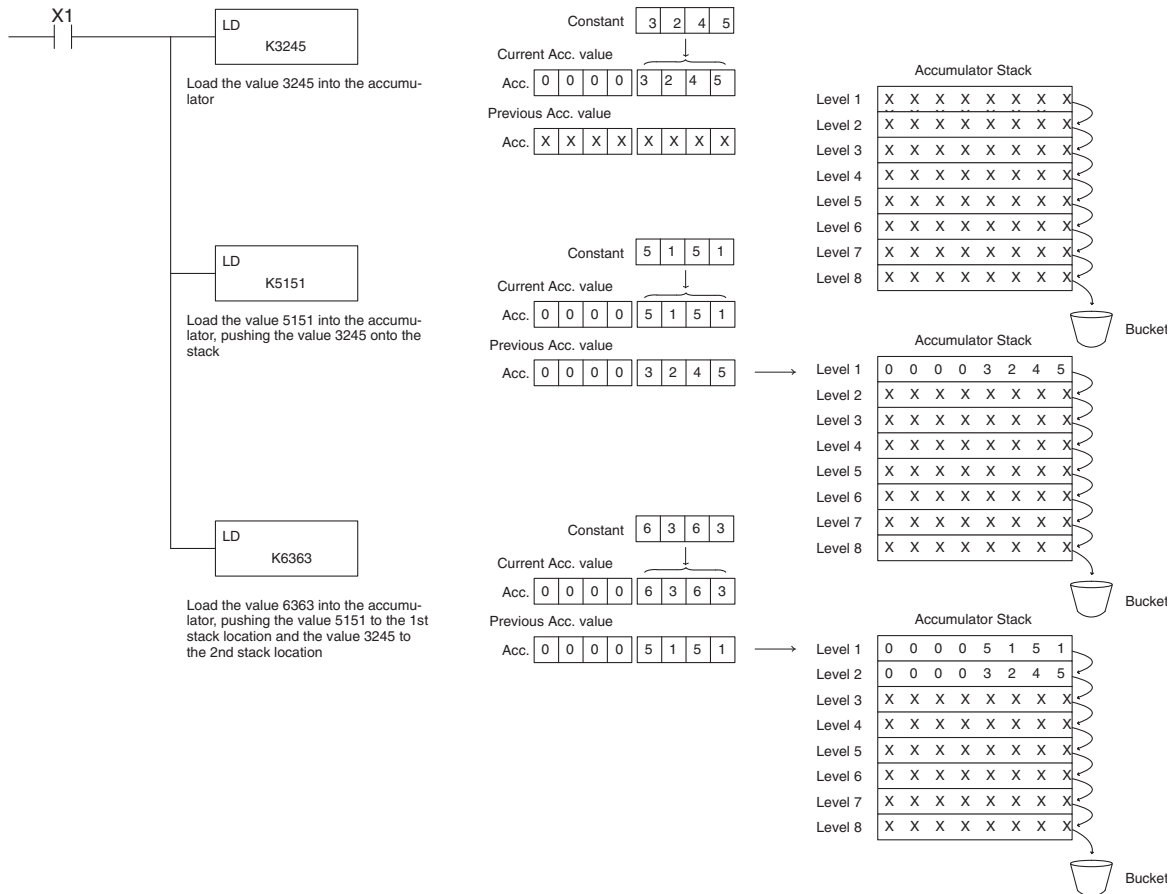 X1
LD
K3245
Load the value 3245 into the accumu-
lator
Constant 3 2 4 5
Current Acc. value
Acc. 0 0 0 0 3 2 4 5
Previous Acc. value
Acc. X X X X X X X X
Accumulator Stack
Level 1 X X X X X X X X
Level 2 X X X X X X X X
Level 3 X X X X X X X X
Level 4 X X X X X X X X
Level 5 X X X X X X X X
Level 6 X X X X X X X X
Level 7 X X X X X X X X
Level 8 X X X X X X X X
Bucket
LD
K5151
Load the value 5151 into the accumu-
lator, pushing the value 3245 onto the
stack
Constant 5 1 5 1
Current Acc. value
Acc. 0 0 0 0 5 1 5 1
Previous Acc. value
Acc. 0 0 0 0 3 2 4 5
Accumulator Stack
Level 1 0 0 0 0 3 2 4 5
Level 2 X X X X X X X X
Level 3 X X X X X X X X
Level 4 X X X X X X X X
Level 5 X X X X X X X X
Level 6 X X X X X X X X
Level 7 X X X X X X X X
Level 8 X X X X X X X X
Bucket
LD
K6363
Load the value 6363 into the accumu-
lator, pushing the value 5151 to the 1st
stack location and the value 3245 to
the 2nd stack location
Constant 6 3 6 3
Current Acc. value
Acc. 0 0 0 0 6 3 6 3
Previous Acc. value
Acc. 0 0 0 0 5 1 5 1
Accumulator Stack
Level 1 0 0 0 0 5 1 5 1
Level 2 0 0 0 0 3 2 4 5
Level 3 X X X X X X X X
Level 4 X X X X X X X X
Level 5 X X X X X X X X
Level 6 X X X X X X X X
Level 7 X X X X X X X X
Level 8 X X X X X X X X
Bucket